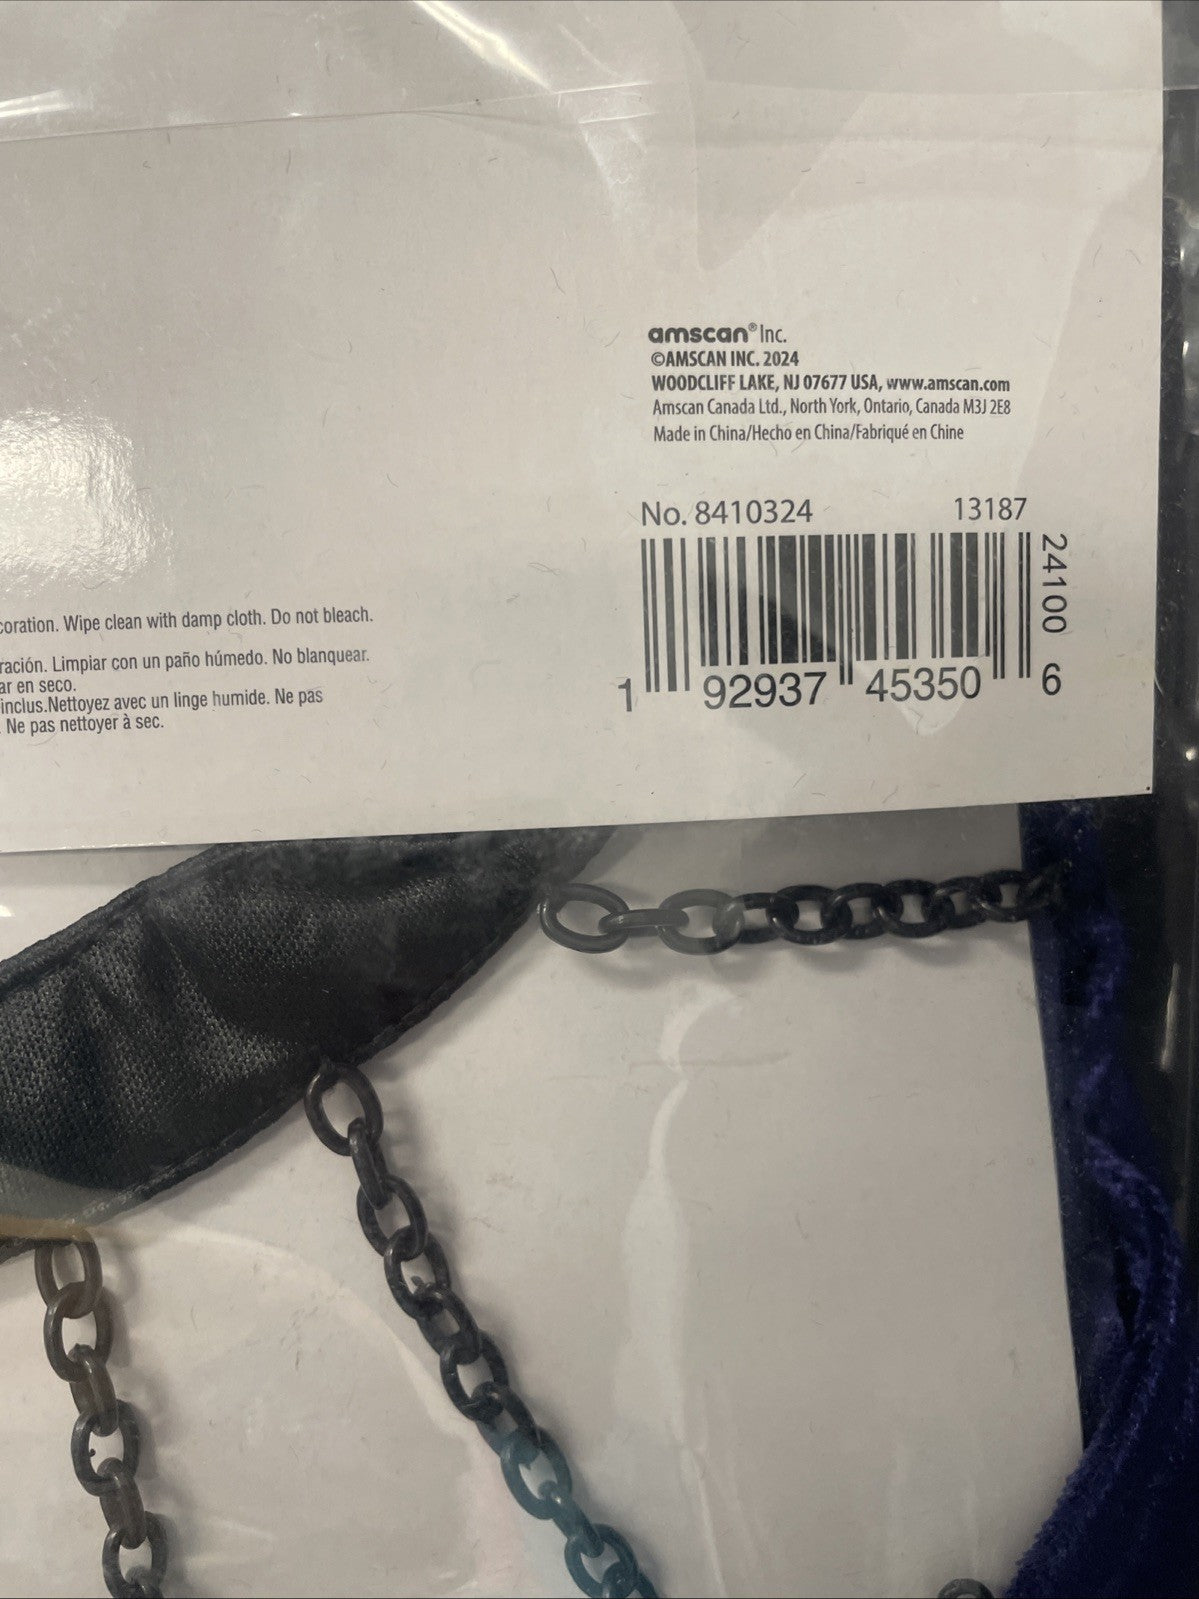 amscan® Inc.
©AMSCAN INC. 2024
WOODCLIFF LAKE, NJ 07677 USA, www.amscan.com
Amscan Canada Ltd., North York, Ontario, Canada M3J 2E8
Made in China/Hecho en China/Fabriqué en Chine
No. 8410324 13187
24100
1 92937 45350 6
coration. Wipe clean with damp cloth. Do not bleach.
ración. Limpiar con un paño húmedo. No blanquear.
ar en seco.
inclus.Nettoyez avec un linge humide. Ne pas
. Ne pas nettoyer à sec.